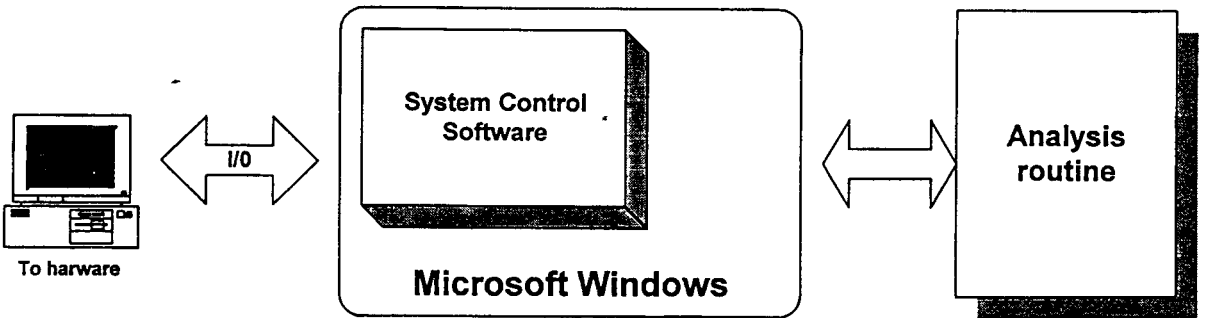 System Control
Software
I/0
Analysis
routine
To harware
Microsoft Windows